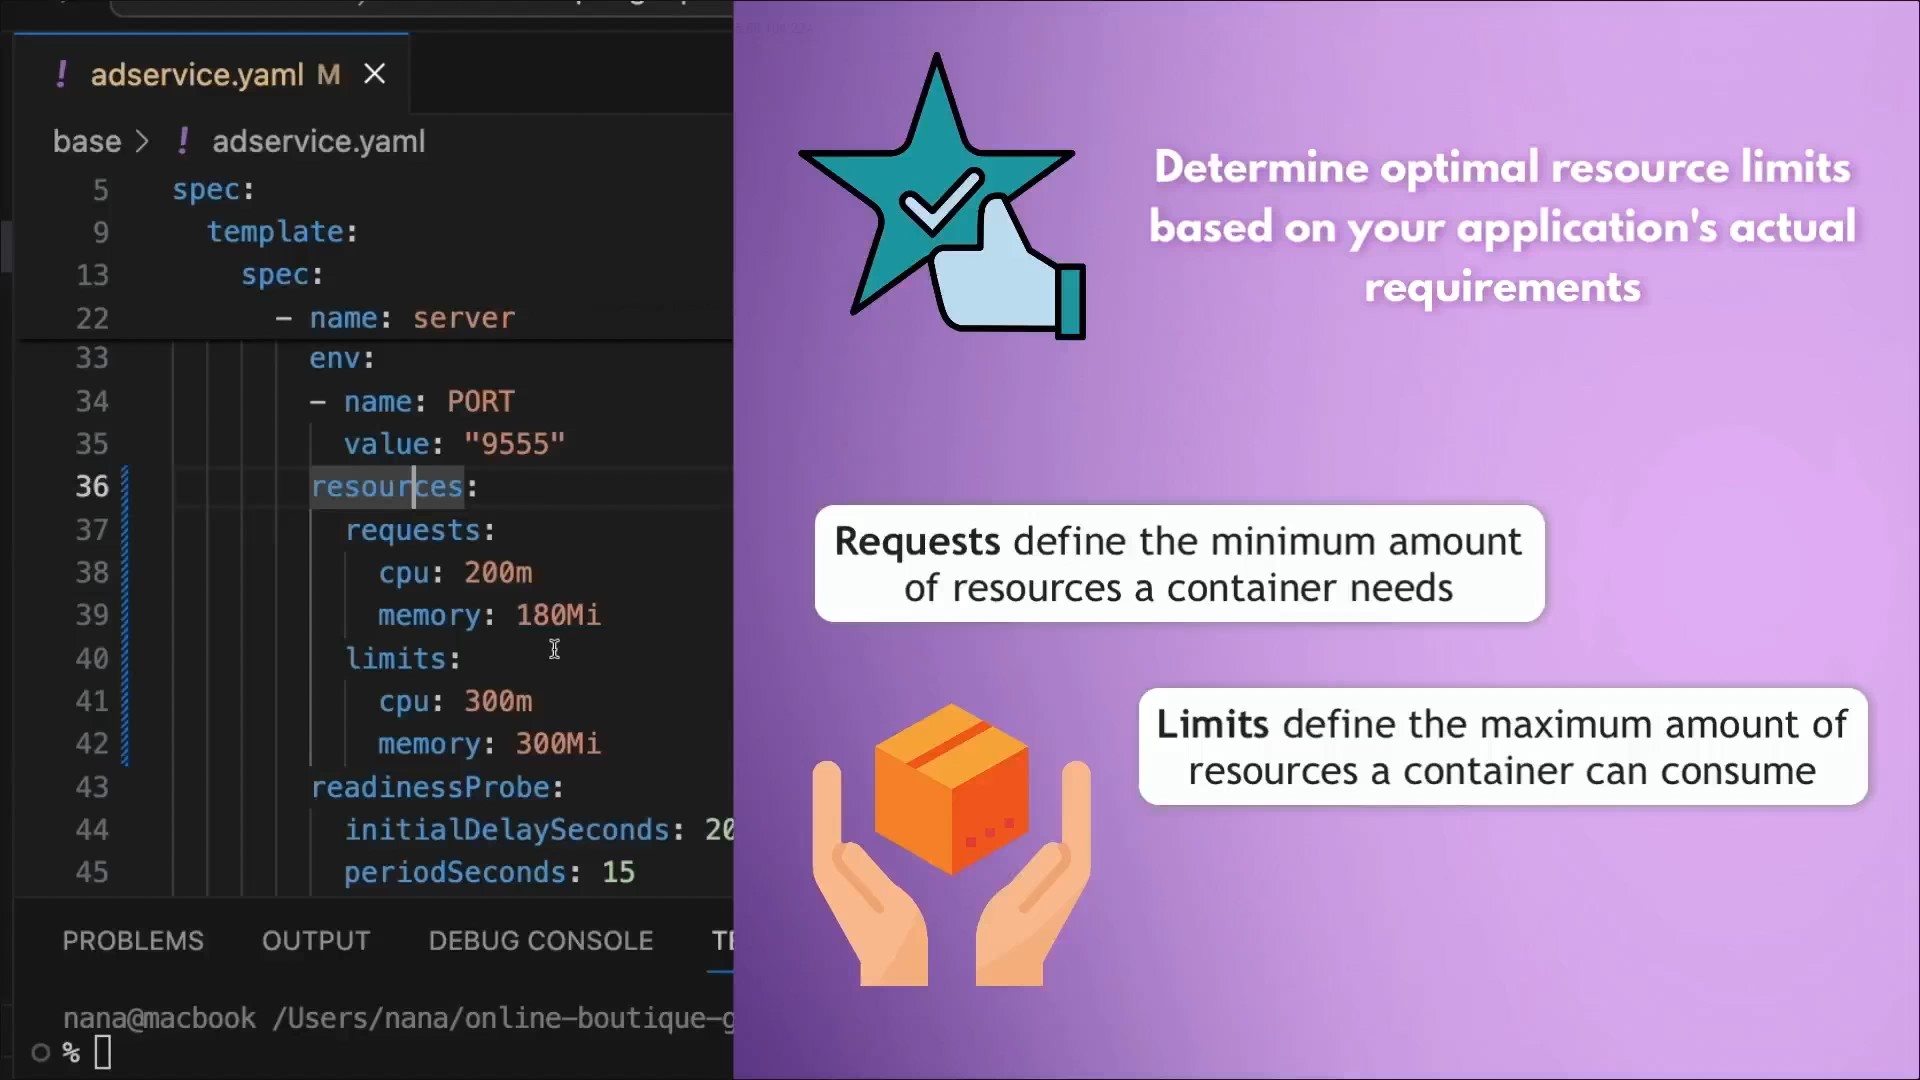 adservice.yaml M
base > ! adservice.yaml
5 spec:
9 template:
13 spec:
22 - name: server
33 env:
34 - name: PORT
35 value: "9555"
36 resources:
37 requests:
38 cpu: 200m
39 memory: 180Mi
40 limits:
41 cpu: 300m
42 memory: 300Mi
43 readinessProbe:
44 initialDelaySeconds: 20
45 periodSeconds: 15
PROBLEMS OUTPUT DEBUG CONSOLE TE
nana@macbook /Users/nana/online-boutique-g
%
Determine optimal resource limits
based on your application's actual
requirements
Requests define the minimum amount
of resources a container needs
Limits define the maximum amount of
resources a container can consume